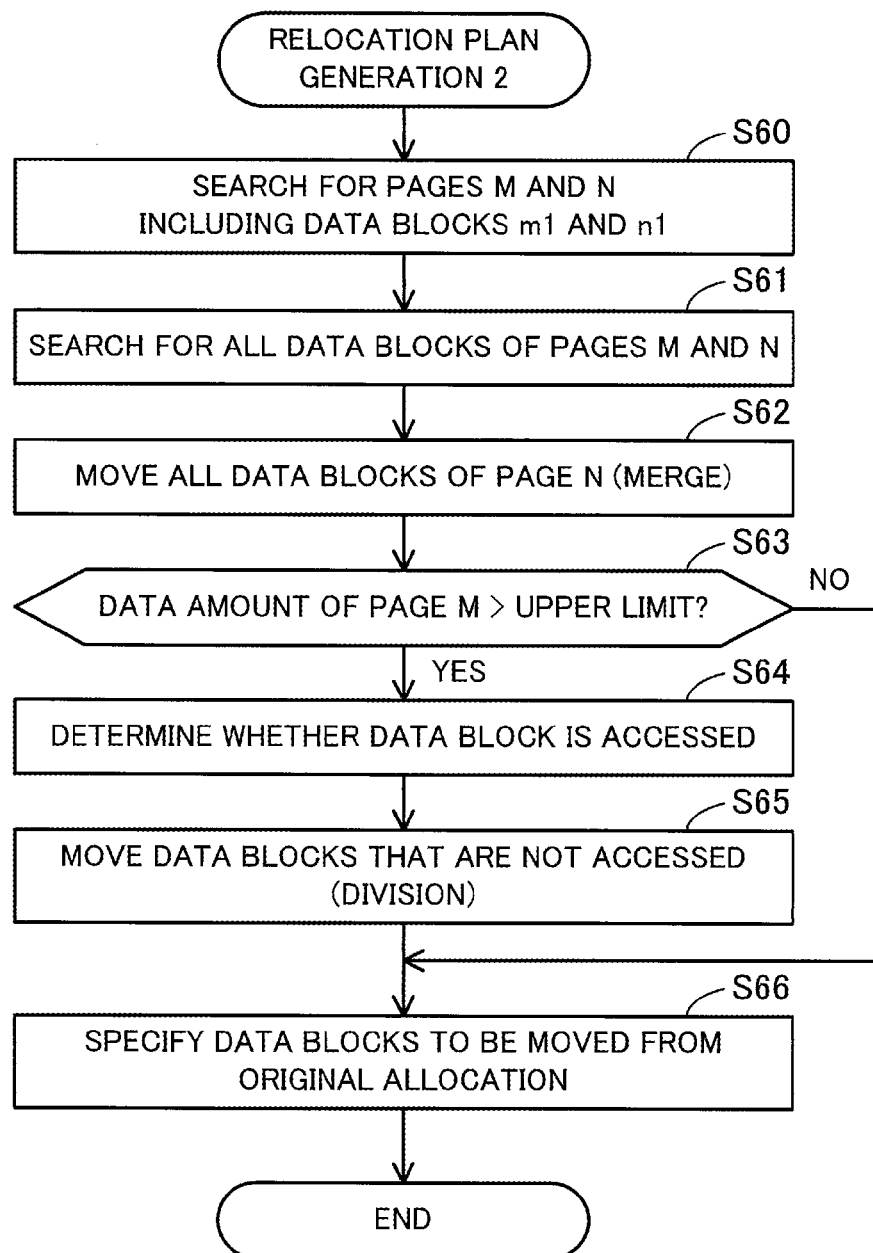 RELOCATION PLAN
GENERATION 2
S60
SEARCH FOR PAGES M AND N
INCLUDING DATA BLOCKS m1 AND n1
S61
SEARCH FOR ALL DATA BLOCKS OF PAGES M AND N
S62
MOVE ALL DATA BLOCKS OF PAGE N (MERGE)
S63
DATA AMOUNT OF PAGE M > UPPER LIMIT?
NO
YES
S64
DETERMINE WHETHER DATA BLOCK IS ACCESSED
S65
MOVE DATA BLOCKS THAT ARE NOT ACCESSED
(DIVISION)
S66
SPECIFY DATA BLOCKS TO BE MOVED FROM
ORIGINAL ALLOCATION
END